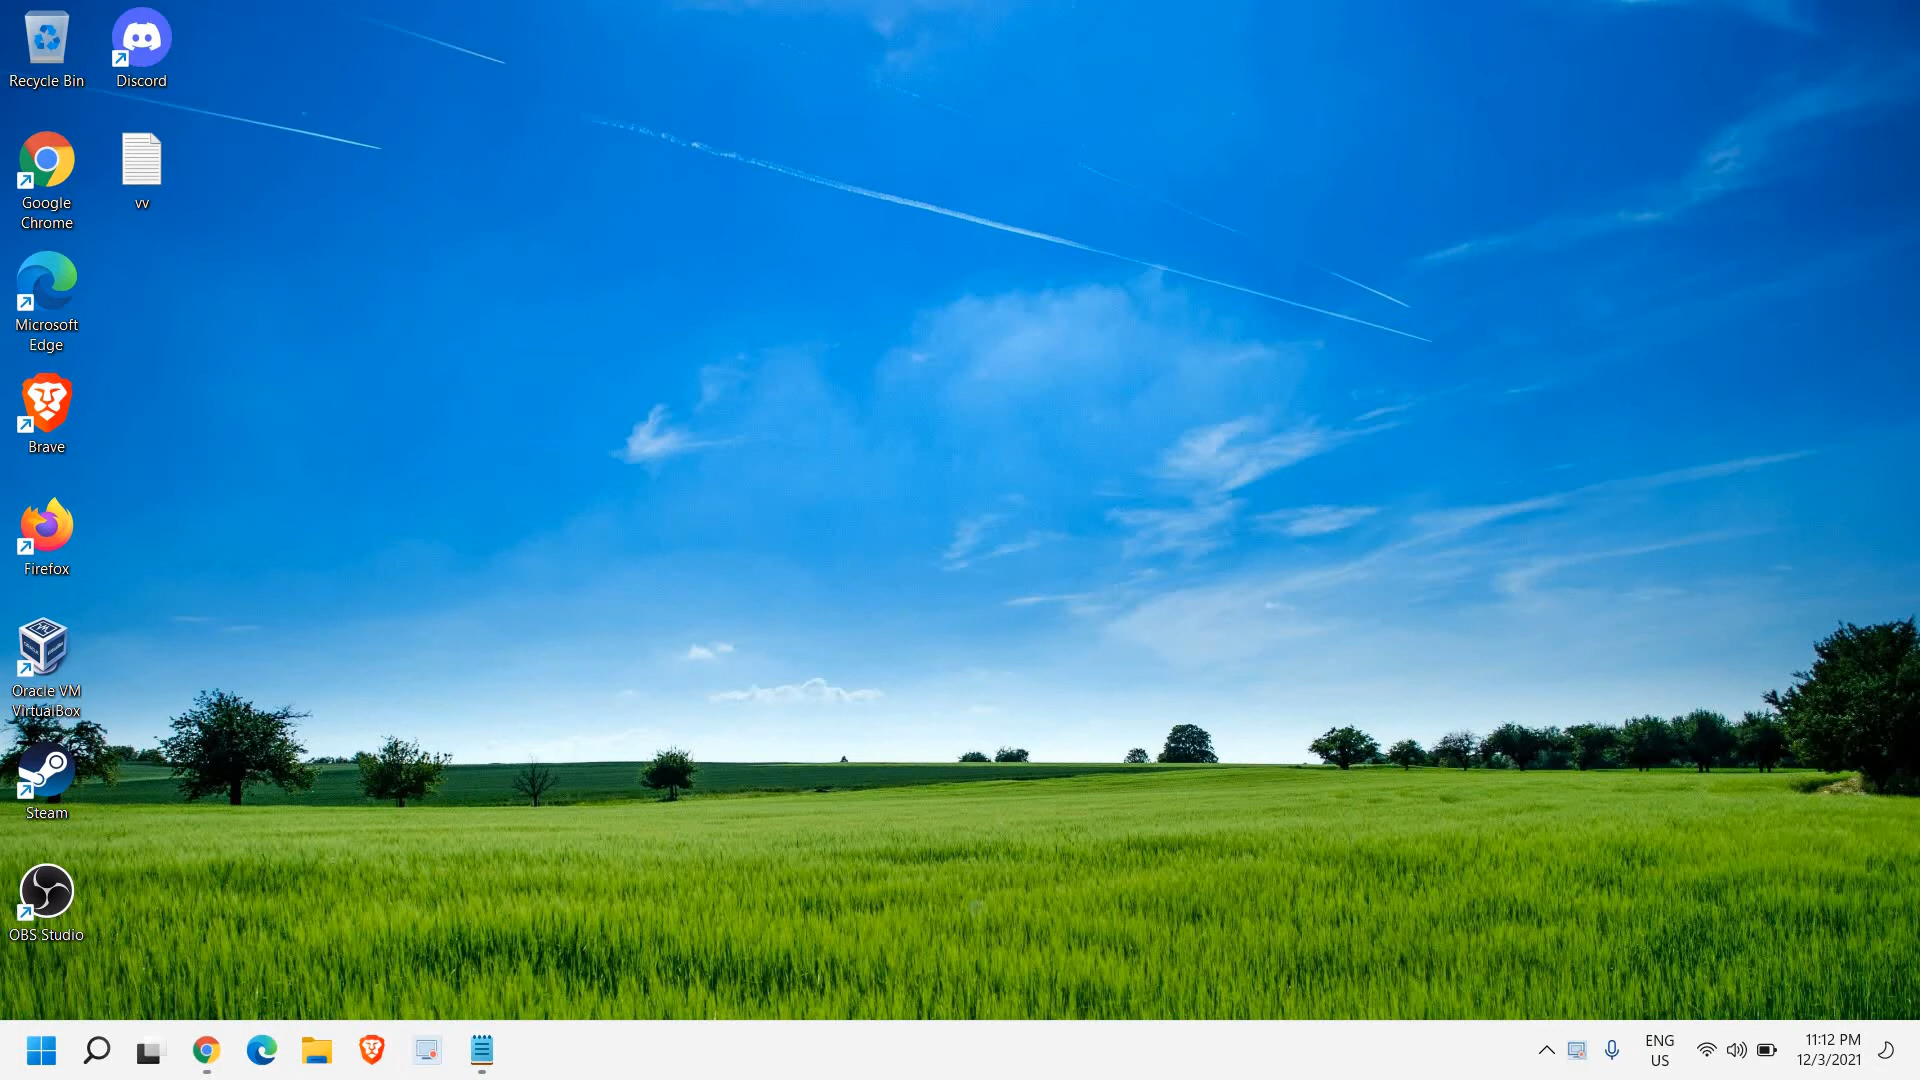 Recycle Bin
Discord
Google
Chrome
vv
Microsoft
Edge
Brave
Firefox
Oracle VM
VirtualBox
Steam
OBS Studio
ENG
US
11:12 PM
12/3/2021